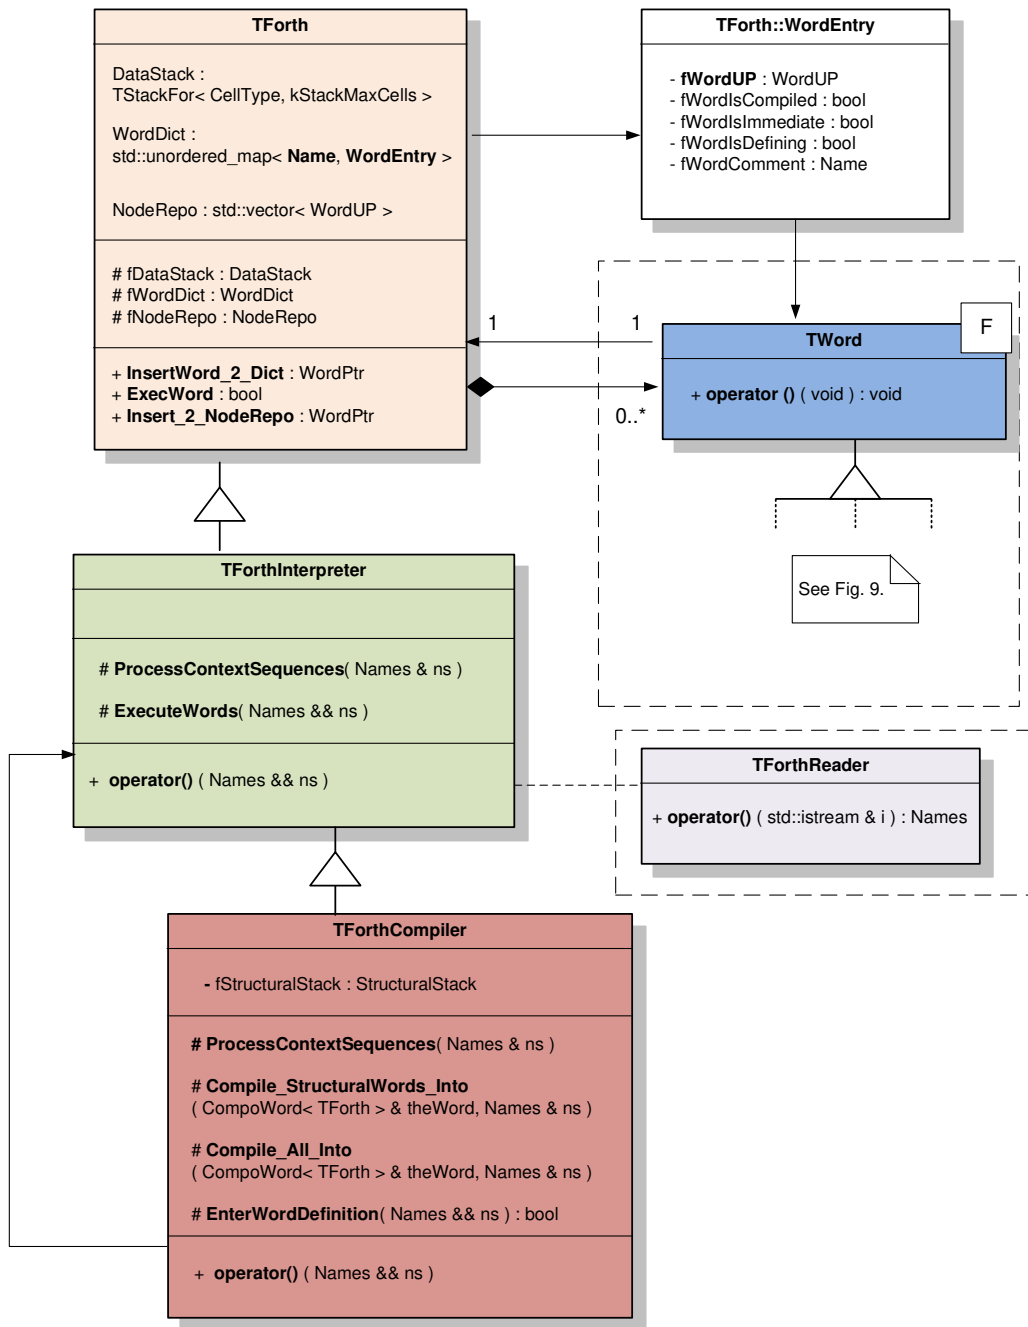 TForth
DataStack :
TStackFor< CellType, kStackMaxCells >
WordDict :
std::unordered_map< Name, WordEntry >
NodeRepo : std::vector< WordUP >
# fDataStack : DataStack
# fWordDict : WordDict
# fNodeRepo : NodeRepo
+ InsertWord_2_Dict : WordPtr
+ ExecWord : bool
+ Insert_2_NodeRepo : WordPtr
TForth::WordEntry
- fWordUP : WordUP
- fWordIsCompiled : bool
- fWordIsImmediate : bool
- fWordIsDefining : bool
- fWordComment : Name
1
1
0..*
F
TWord
+ operator () ( void ) : void
See Fig. 9.
TForthInterpreter
# ProcessContextSequences( Names & ns )
# ExecuteWords( Names && ns )
+ operator() ( Names && ns )
TForthReader
+ operator() ( std::istream & i ) : Names
TForthCompiler
- fStructuralStack : StructuralStack
# ProcessContextSequences( Names & ns )
# Compile_StructuralWords_Into
( CompoWord< TForth > & theWord, Names & ns )
# Compile_All_Into
( CompoWord< TForth > & theWord, Names & ns )
# EnterWordDefinition( Names && ns ) : bool
+ operator() ( Names && ns )